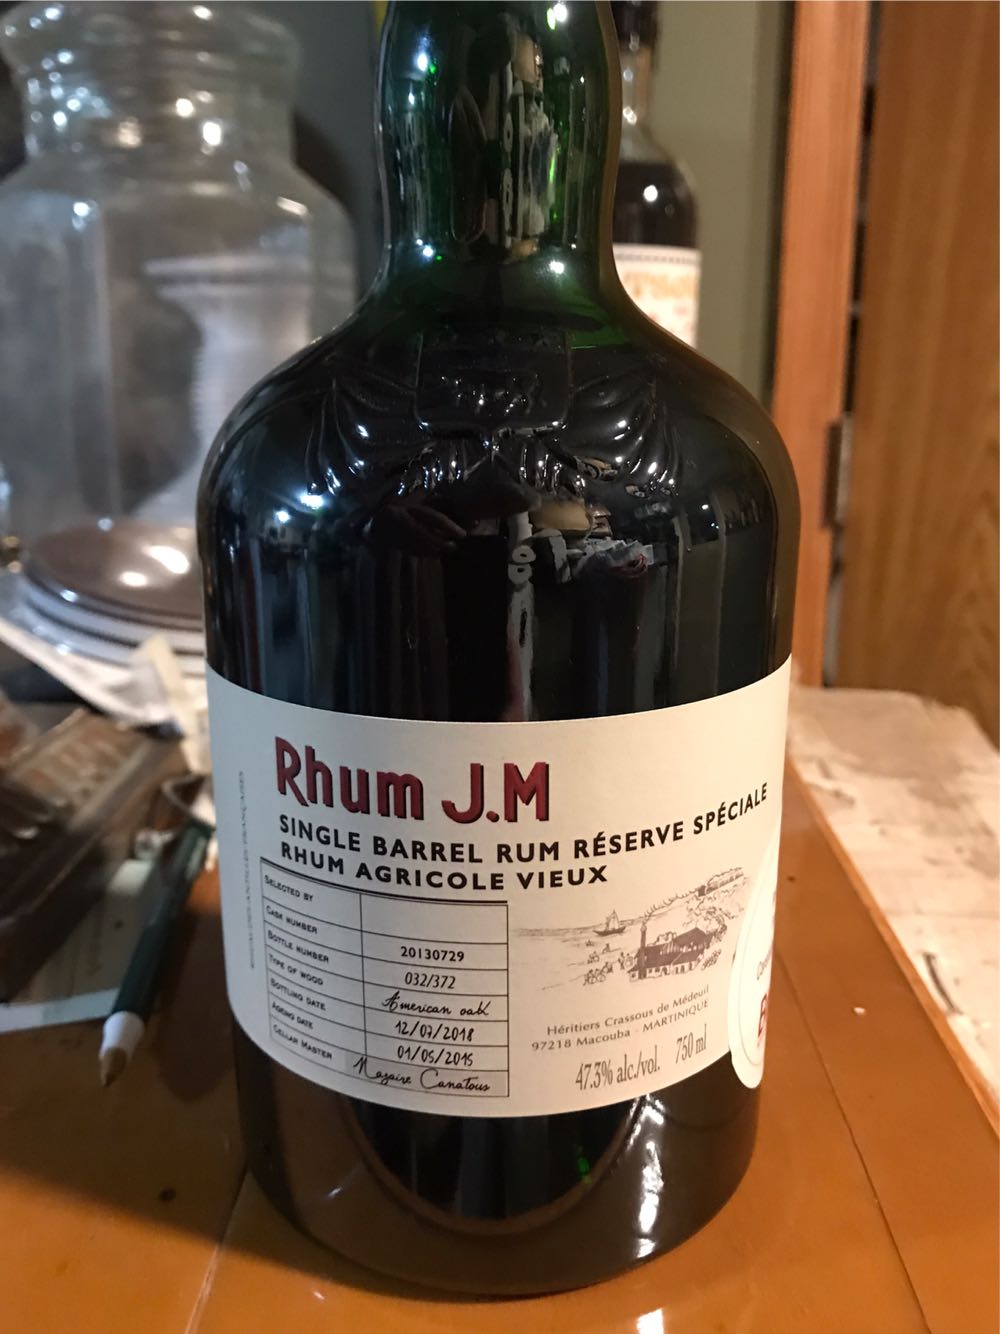 Rhum J.M
SINGLE BARREL RUM RÉSERVE SPÉCIALE
RHUM AGRICOLE VIEUX
SELECTED BY
CASK NUMBER 20130729
BOTTLE NUMBER 032/372
TYPE OF WOOD American oak
BOTTLING DATE 12/07/2018
AGEING DATE 01/05/2015
CELLAR MASTER Nazaire Canatous
Héritiers Crassous de Médeuil
97218 Macouba - MARTINIQUE
47.3% alc./vol. 750 ml